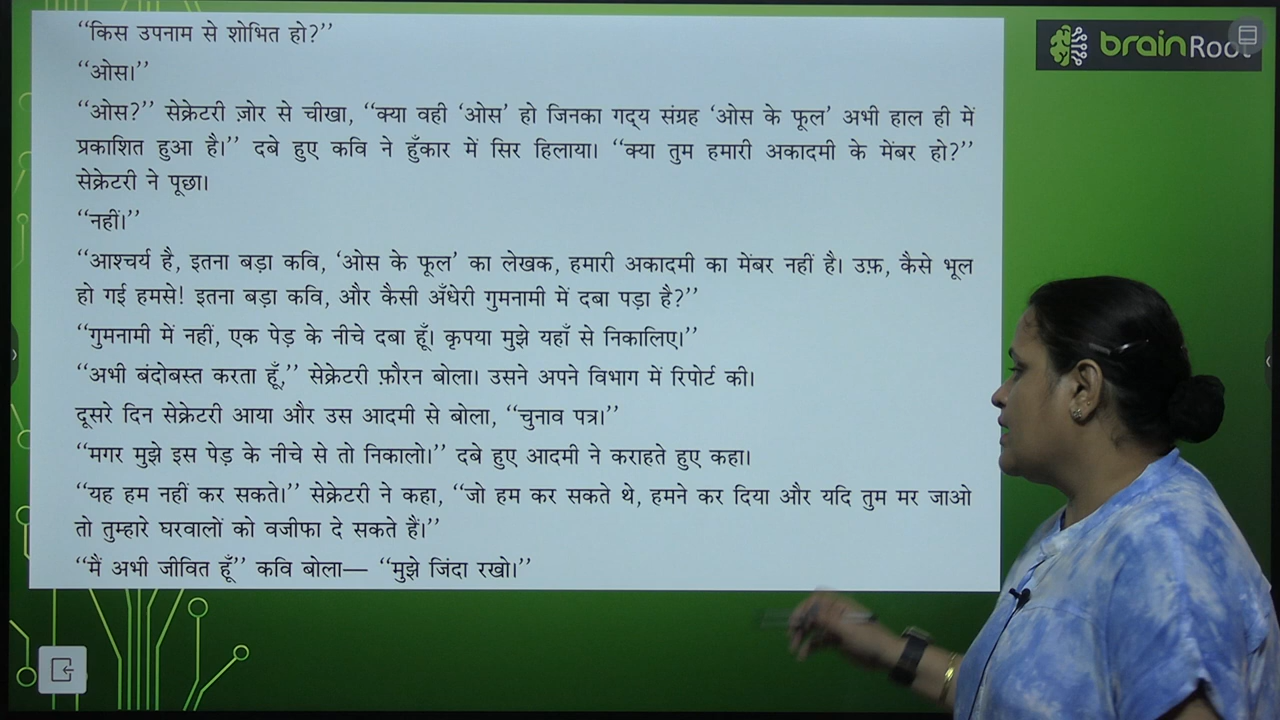 ‘‘किस उपनाम से शोभित हो?’’
‘‘ओस।’’
‘‘ओस?’’ सेक्रेटरी ज़ोर से चीखा, ‘‘क्या वही ‘ओस’ हो जिनका गद्‌य संग्रह ‘ओस के फूल’ अभी हाल ही में
प्रकाशित हुआ है।’’ दबे हुए कवि ने हुँकार में सिर हिलाया। ‘‘क्या तुम हमारी अकादमी के मेंबर हो?’’
सेक्रेटरी ने पूछा।
‘‘नहीं।’’
‘‘आश्चर्य है, इतना बड़ा कवि, ‘ओस के फूल’ का लेखक, हमारी अकादमी का मेंबर नहीं है। उफ़, कैसे भूल
हो गई हमसे! इतना बड़ा कवि, और कैसी अँधेरी गुमनामी में दबा पड़ा है?’’
‘‘गुमनामी में नहीं, एक पेड़ के नीचे दबा हूँ। कृपया मुझे यहाँ से निकालिए।’’
‘‘अभी बंदोबस्त करता हूँ,’’ सेक्रेटरी फ़ौरन बोला। उसने अपने विभाग में रिपोर्ट की।
दूसरे दिन सेक्रेटरी आया और उस आदमी से बोला, ‘‘चुनाव पत्र।’’
‘‘मगर मुझे इस पेड़ के नीचे से तो निकालो।’’ दबे हुए आदमी ने कराहते हुए कहा।
‘‘यह हम नहीं कर सकते।’’ सेक्रेटरी ने कहा, ‘‘जो हम कर सकते थे, हमने कर दिया और यदि तुम मर जाओ
तो तुम्हारे घरवालों को वजीफा दे सकते हैं।’’
‘‘मैं अभी जीवित हूँ’’ कवि बोला— ‘‘मुझे जिंदा रखो।’’
brainRoot